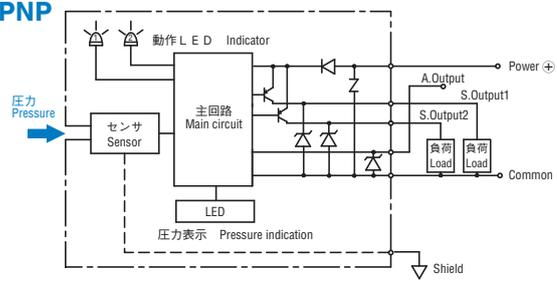 PNP
1
2
動作ＬＥＤ Indicator
Power ⊕
A.Output
圧力
Pressure
S.Output1
主回路
Main circuit
センサ
Sensor
S.Output2
負荷
Load
負荷
Load
Common
LED
圧力表示 Pressure indication
Shield